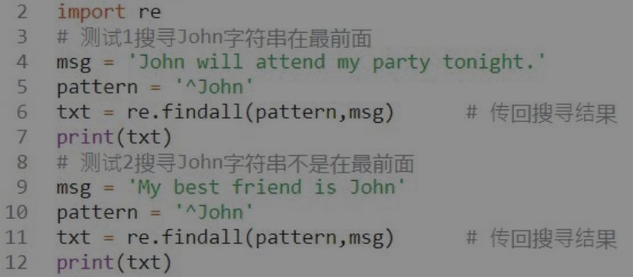 2 import re
3 # 测试1搜寻John字符串在最前面
4 msg = 'John will attend my party tonight.'
5 pattern = '^John'
6 txt = re.findall(pattern,msg) # 传回搜寻结果
7 print(txt)
8 # 测试2搜寻John字符串不是在最前面
9 msg = 'My best friend is John'
10 pattern = '^John'
11 txt = re.findall(pattern,msg) # 传回搜寻结果
12 print(txt)